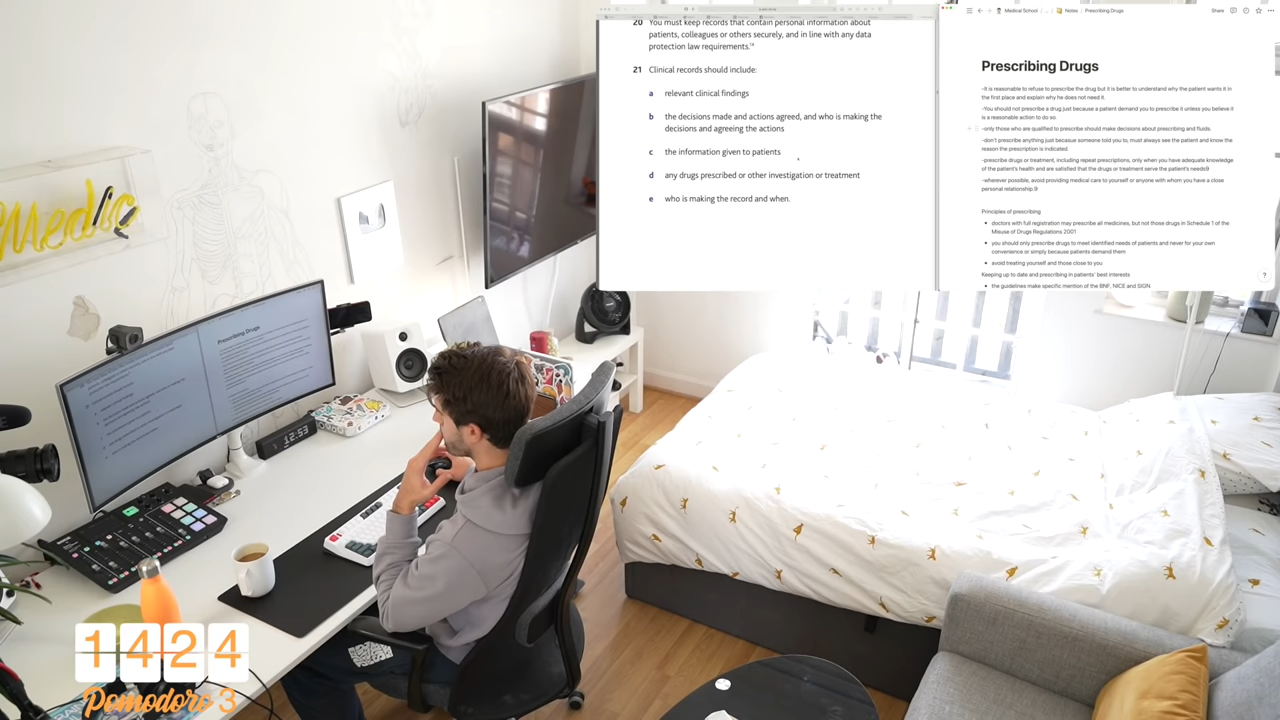 20 You must keep records that contain personal information about
patients, colleagues or others securely, and in line with any data
protection law requirements.¹⁴
21 Clinical records should include:
a relevant clinical findings
b the decisions made and actions agreed, and who is making the
decisions and agreeing the actions
c the information given to patients
d any drugs prescribed or other investigation or treatment
e who is making the record and when.
Medical School / ... / Notes / Prescribing Drugs
Share
Prescribing Drugs
-It is reasonable to refuse to prescribe the drug but it is better to understand why the patient wants it in
the first place and explain why he does not need it.
-You should not prescribe a drug just because a patient demand you to prescribe it unless you believe it
is a reasonable action to do so.
-only those who are qualified to prescribe should make decisions about prescribing and fluids.
-don't prescribe anything just becasue someone told you to, must always see the patient and know the
reason the prescription is indicated.
-prescribe drugs or treatment, including repeat prescriptions, only when you have adequate knowledge
of the patient's health and are satisfied that the drugs or treatment serve the patient's needs9
-wherever possible, avoid providing medical care to yourself or anyone with whom you have a close
personal relationship.9
Principles of prescribing
• doctors with full registration may prescribe all medicines, but not those drugs in Schedule 1 of the
Misuse of Drugs Regulations 2001
• you should only prescribe drugs to meet identified needs of patients and never for your own
convenience or simply because patients demand them
• avoid treating yourself and those close to you
Keeping up to date and prescribing in patients' best interests
• the guidelines make specific mention of the BNF, NICE and SIGN
?
Medic
Prescribing Drugs
12:53
1424
Pomodoro 3